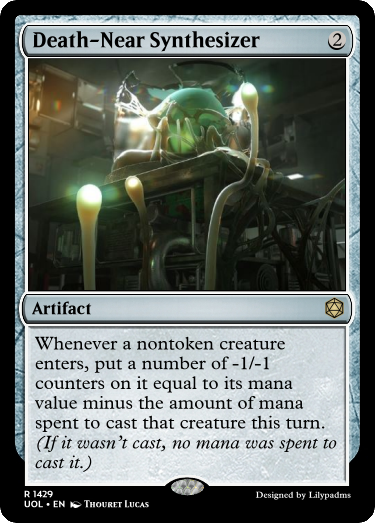 Death-Near Synthesizer 2
Artifact
Whenever a nontoken creature
enters, put a number of -1/-1
counters on it equal to its mana
value minus the amount of mana
spent to cast that creature this turn.
(If it wasn't cast, no mana was spent to
cast it.)
R 1429
UOL • EN Thouret Lucas
Designed by Lilypadms